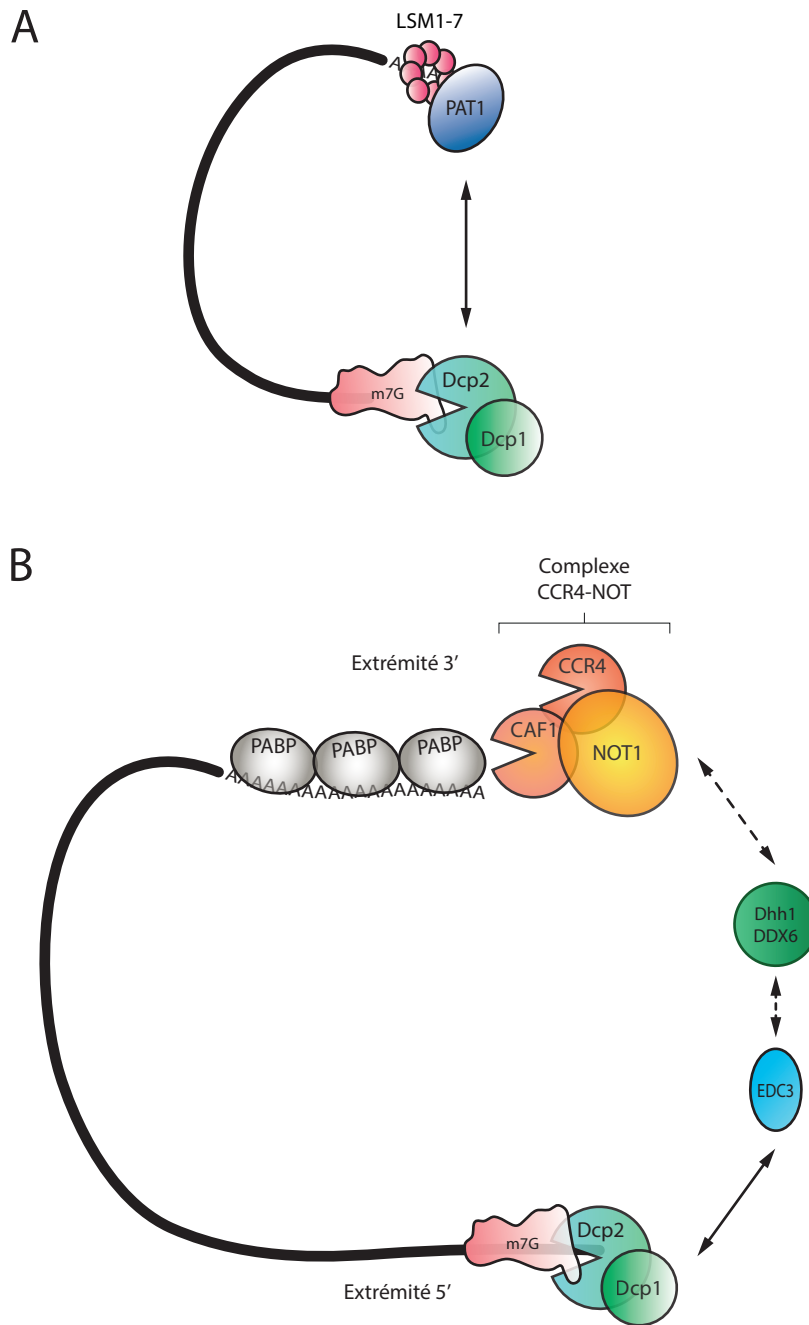 A
LSM1-7
A
A
PAT1
m7G
Dcp2
Dcp1
B
Complexe
CCR4-NOT
Extrémité 3’
CCR4
PABP
PABP
PABP
CAF1
NOT1
AAAAAAAAAAAAAAAAAA
Dhh1
DDX6
EDC3
m7G
Dcp2
Dcp1
Extrémité 5’